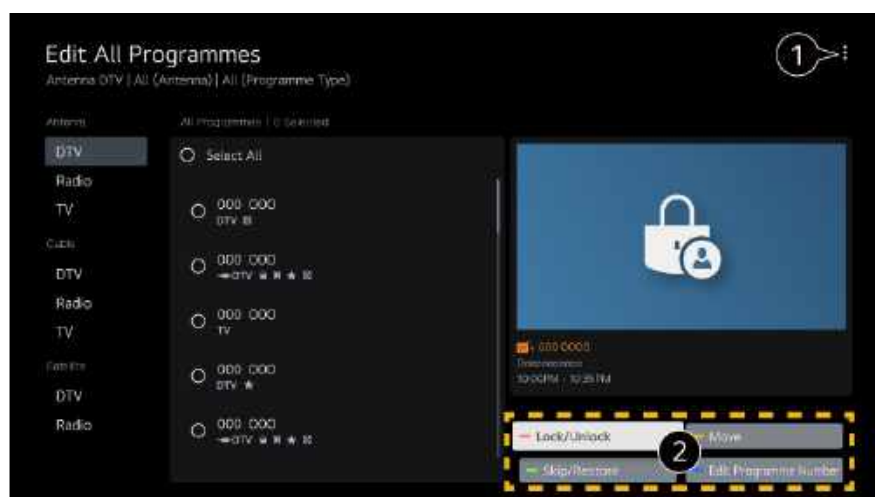 Edit All Programmes
Antenna DTV | All (Antenna) | All (Programme Type)
1
Antenna
All Programmes | 0 Selected
DTV
Radio
TV
Cable
DTV
Radio
TV
Satellite
DTV
Radio
Select All
000 000
DTV
000 000
DTV
000 000
TV
000 000
DTV
000 000
DTV
000 0000
10:00PM - 10:35PM
Lock/Unlock
Move
2
Skip/Restore
Edit Programme Number